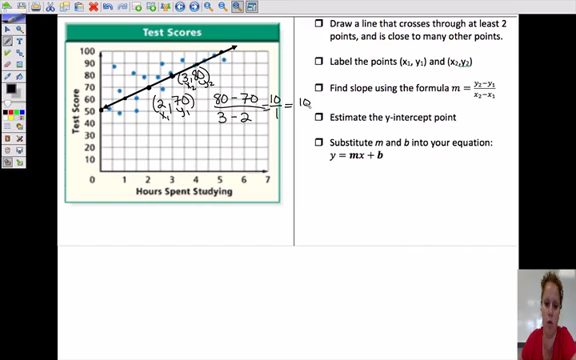 Test Scores
100
90
80
70
60
50
40
30
20
10
0 1 2 3 4 5 6 7
Test Score
Hours Spent Studying
(3,80)
x₂ y₂
(2,70)
x₁ y₁
80 - 70 / 3 - 2 = 10/1 = 10
Draw a line that crosses through at least 2
points, and is close to many other points.
Label the points (x₁, y₁) and (x₂,y₂)
Find slope using the formula m = y₂−y₁ / x₂−x₁
Estimate the y-intercept point
Substitute m and b into your equation:
y = mx + b